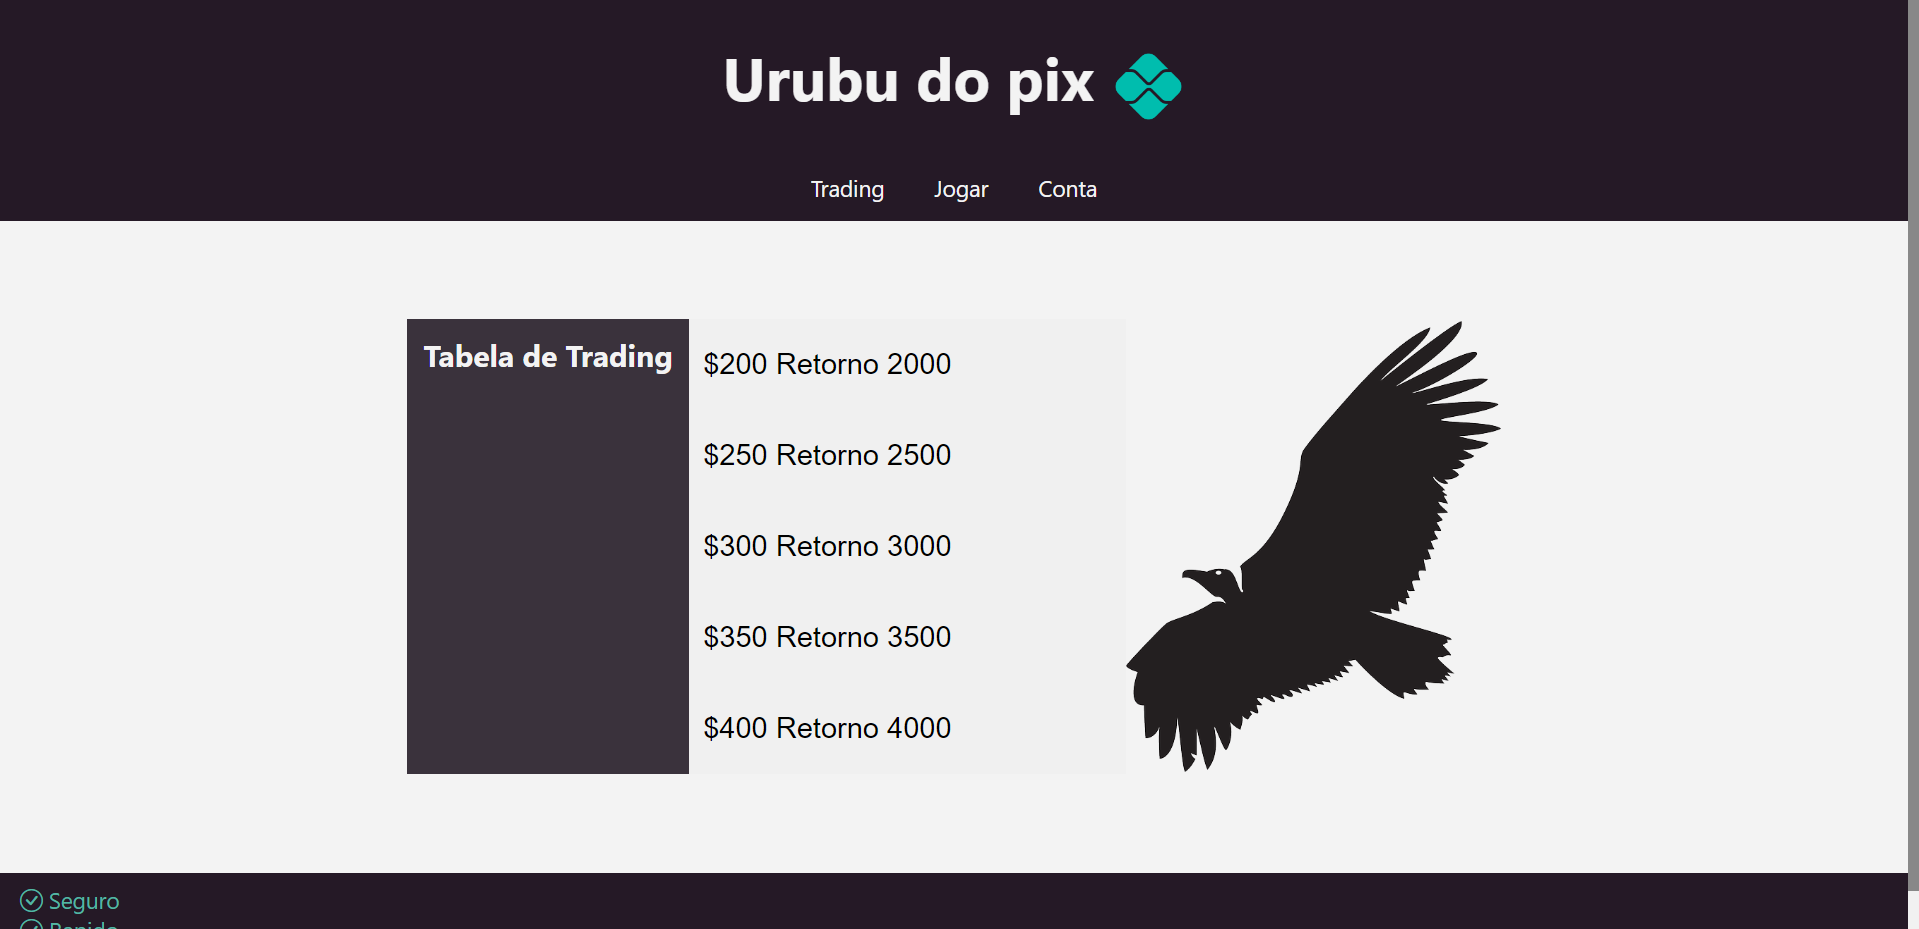 Urubu do pix
Trading Jogar Conta
Tabela de Trading
$200 Retorno 2000
$250 Retorno 2500
$300 Retorno 3000
$350 Retorno 3500
$400 Retorno 4000
Seguro